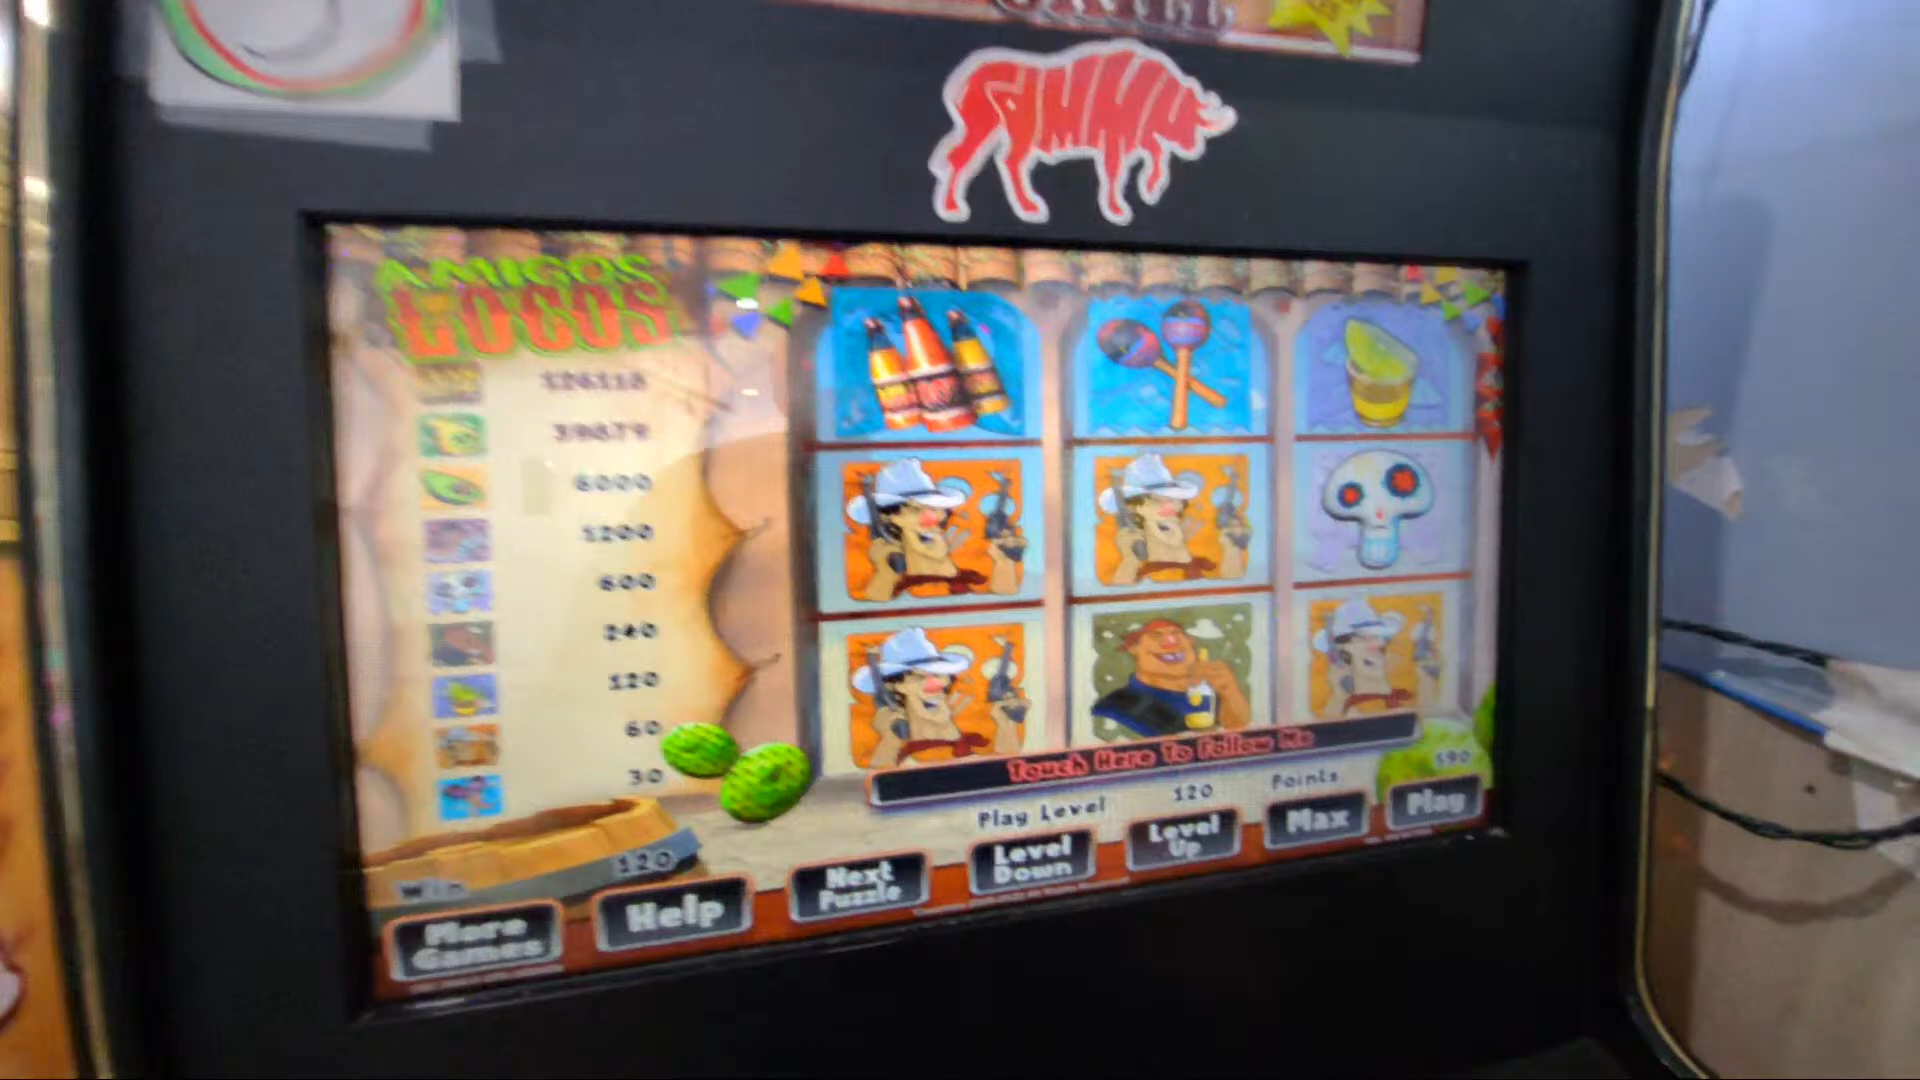 AMIGOS
LOCOS
126118
39879
6000
1200
600
240
120
60
30
Touch Here To Follow Me
Play Level
120
Points
590
Win
120
More
Games
Help
Next
Puzzle
Level
Down
Level
Up
Max
Play